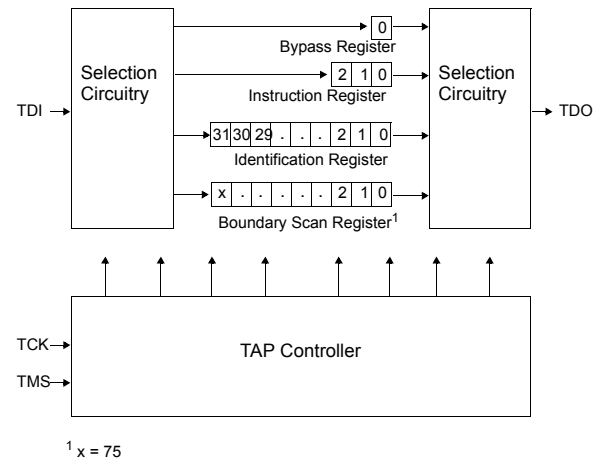 0
Bypass Register
Selection Circuitry
2 1 0
Selection Circuitry
Instruction Register
TDI
TDO
31 30 29 . . . 2 1 0
Identification Register
x . . . . . 2 1 0
Boundary Scan Register1
TCK
TAP Controller
TMS
1 x = 75